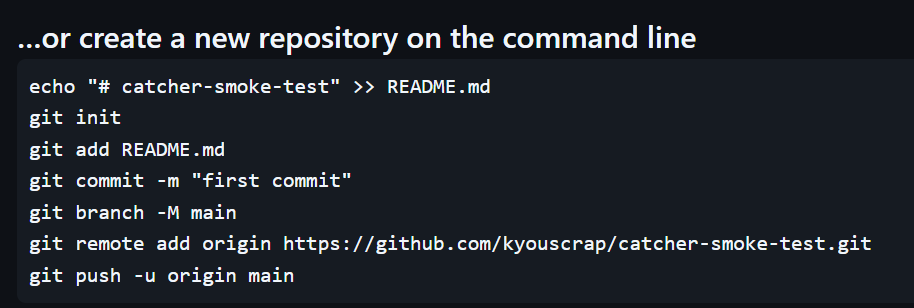 ...or create a new repository on the command line
echo "# catcher-smoke-test" >> README.md
git init
git add README.md
git commit -m "first commit"
git branch -M main
git remote add origin https://github.com/kyouscrap/catcher-smoke-test.git
git push -u origin main